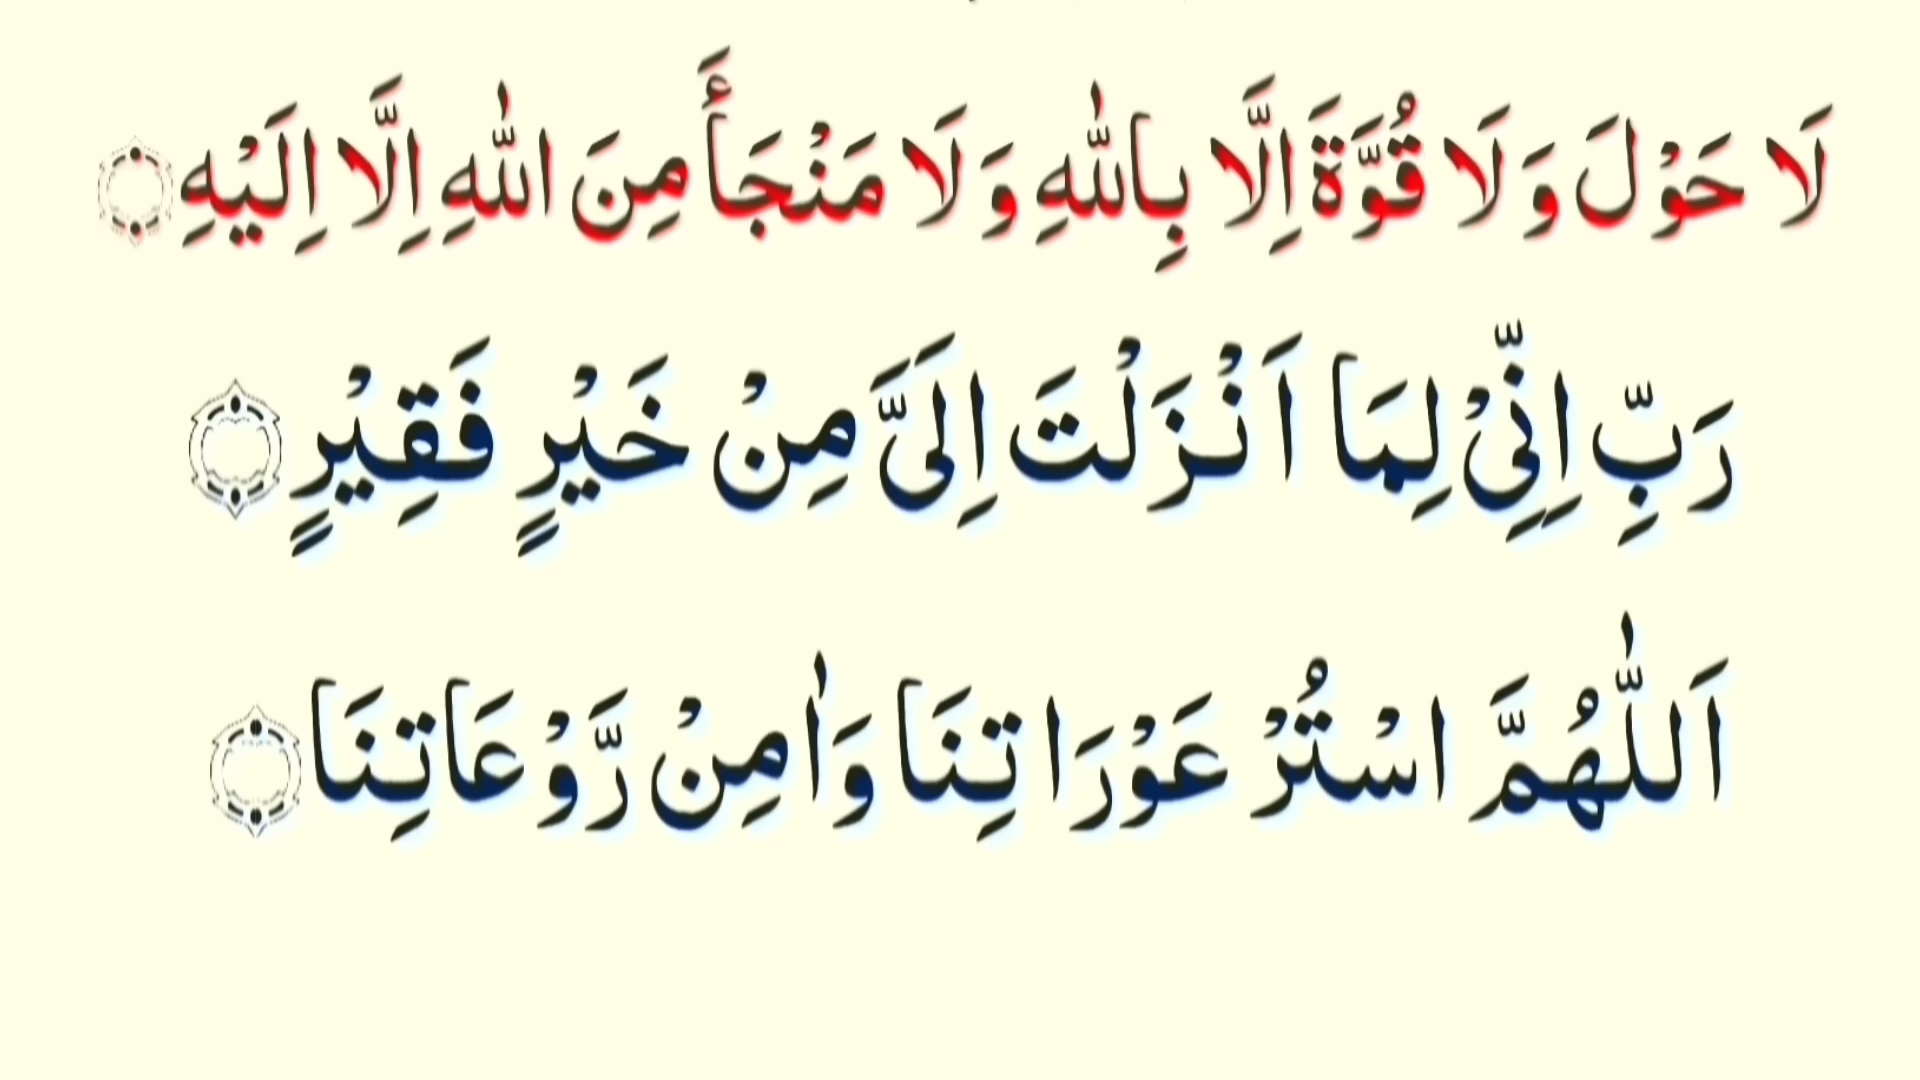 لَا حَوْلَ وَلَا قُوَّةَ اِلَّا بِاللّٰهِ وَلَا مَنْجَأَ مِنَ اللّٰهِ اِلَّا اِلَيْهِ ۝
رَبِّ اِنِّىْ لِمَا اَنْزَلْتَ اِلَىَّ مِنْ خَيْرٍ فَقِيْرٍ ۝
اَللّٰهُمَّ اسْتُرْ عَوْرَاتِنَا وَاٰمِنْ رَّوْعَاتِنَا ۝